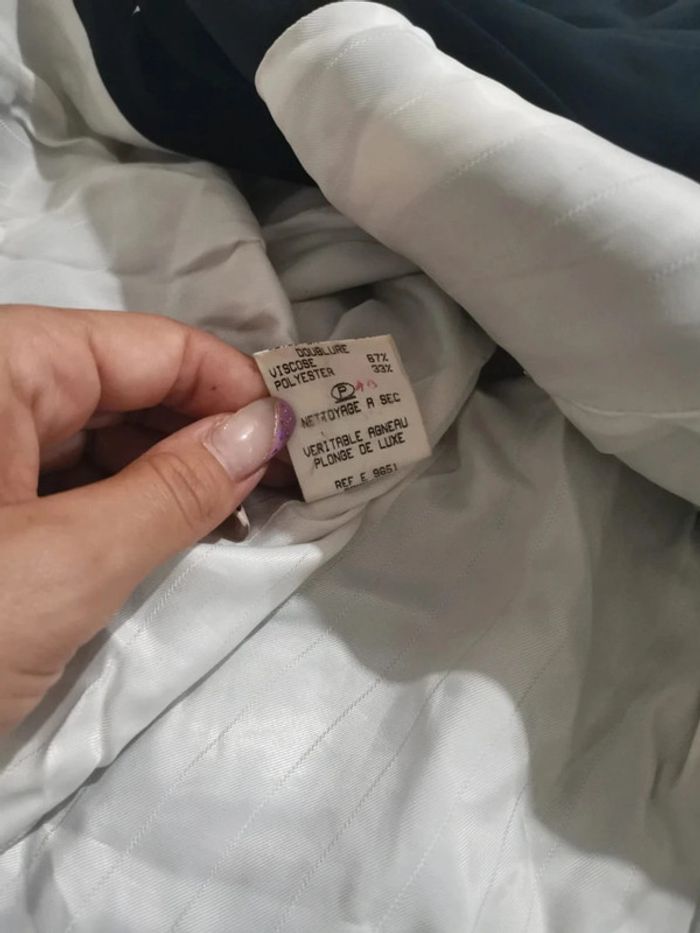 DOUBLURE
VISCOSE 67%
POLYESTER 33%
P
NETTOYAGE A SEC
VERITABLE AGNEAU
PLONGE DE LUXE
REF E 9651